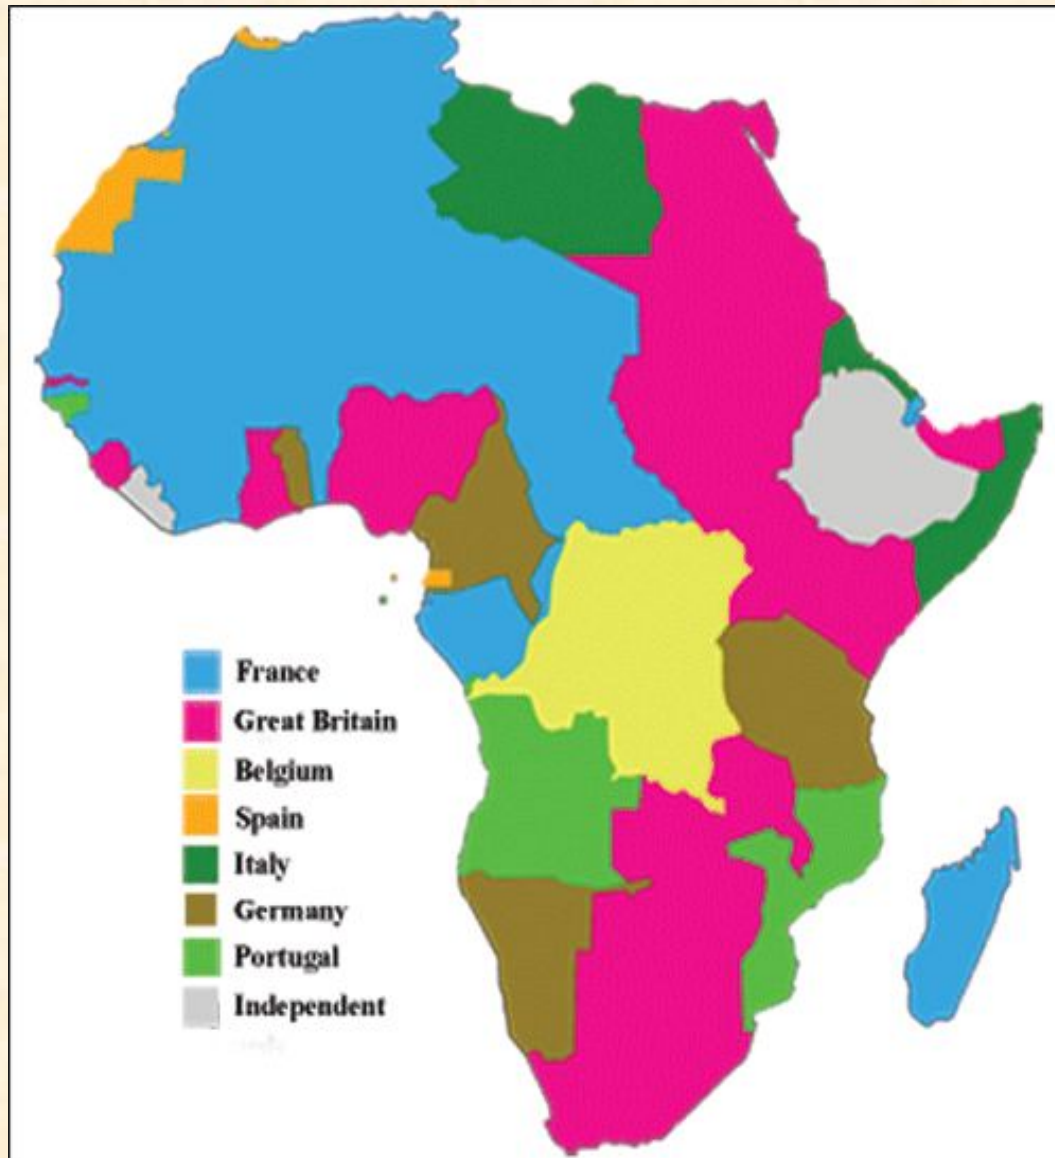 France
Great Britain
Belgium
Spain
Italy
Germany
Portugal
Independent